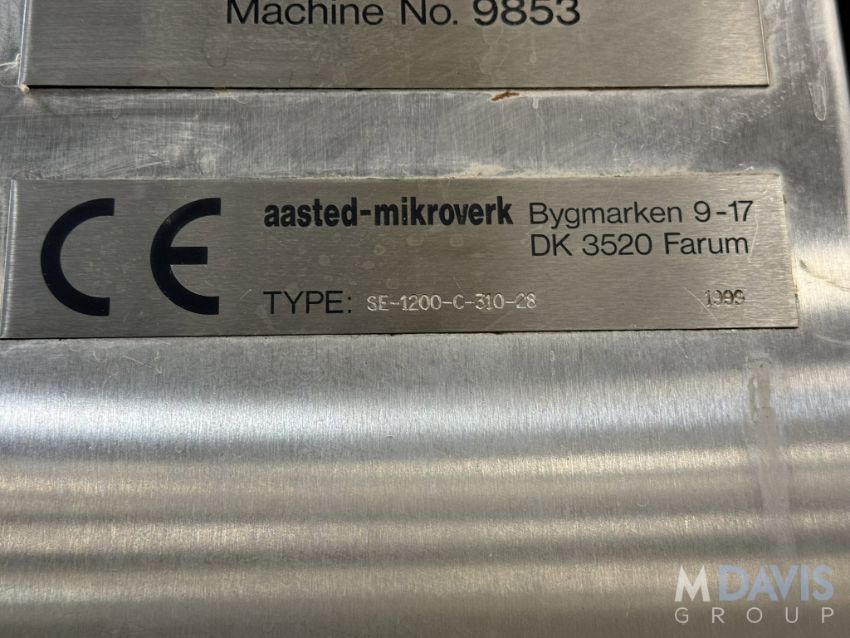 Machine No. 9853
CE
aasted-mikroverk Bygmarken 9-17
DK 3520 Farum
TYPE: SE-1200-C-310-28 1999
M DAVIS
GROUP